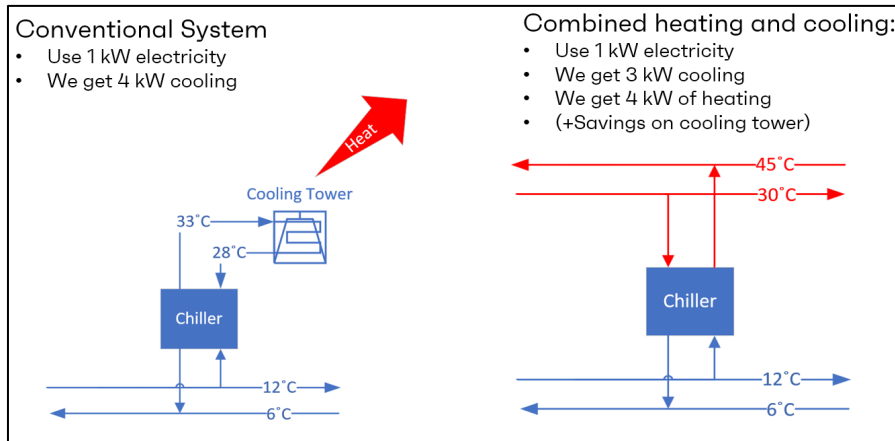 Conventional System
• Use 1 kW electricity
• We get 4 kW cooling
Heat
Cooling Tower
33°C
28°C
Chiller
12°C
6°C
Combined heating and cooling:
• Use 1 kW electricity
• We get 3 kW cooling
• We get 4 kW of heating
• (+Savings on cooling tower)
45°C
30°C
Chiller
12°C
6°C